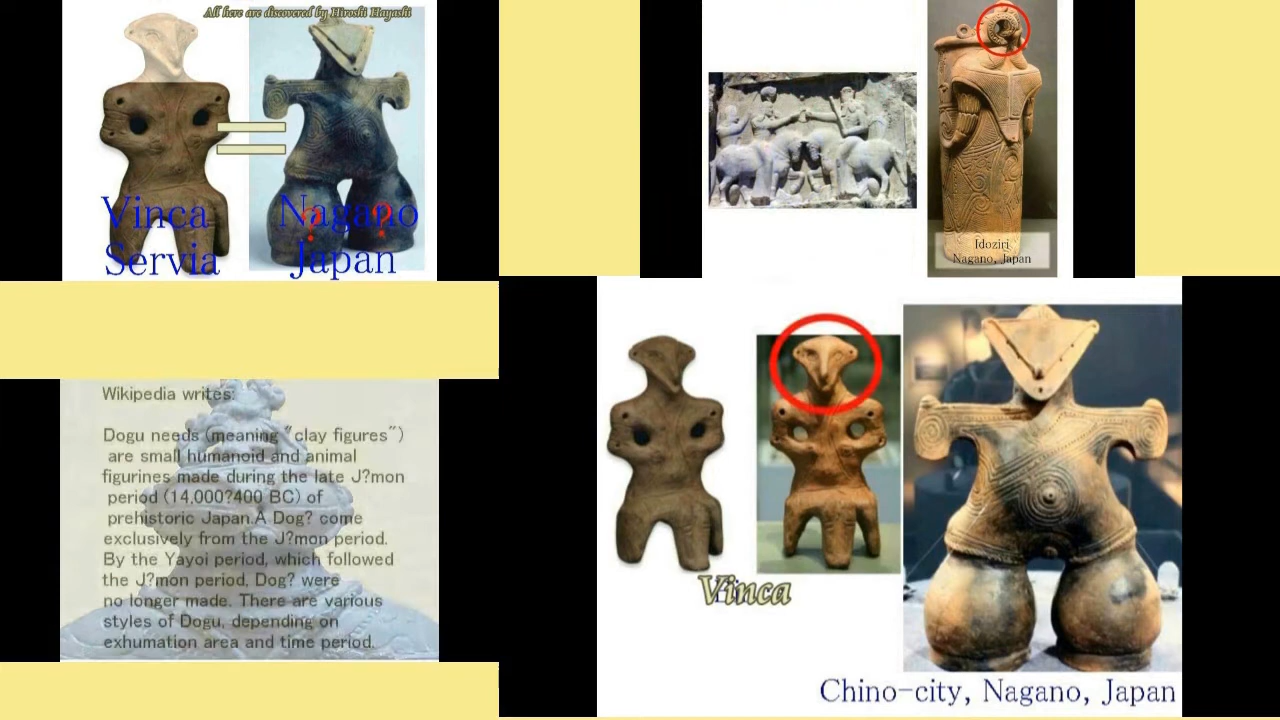 All here are discovered by Hiroshi Hayashi
Vinca
Servia
Nagano
Japan
? ?
Idoziri
Nagano, Japan
Wikipedia writes:
Dogu needs (meaning "clay figures")
are small humanoid and animal
figurines made during the late J?mon
period (14,000?400 BC) of
prehistoric Japan.A Dog? come
exclusively from the J?mon period.
By the Yayoi period, which followed
the J?mon period, Dog? were
no longer made. There are various
styles of Dogu, depending on
exhumation area and time period.
Vinca
Chino-city, Nagano, Japan